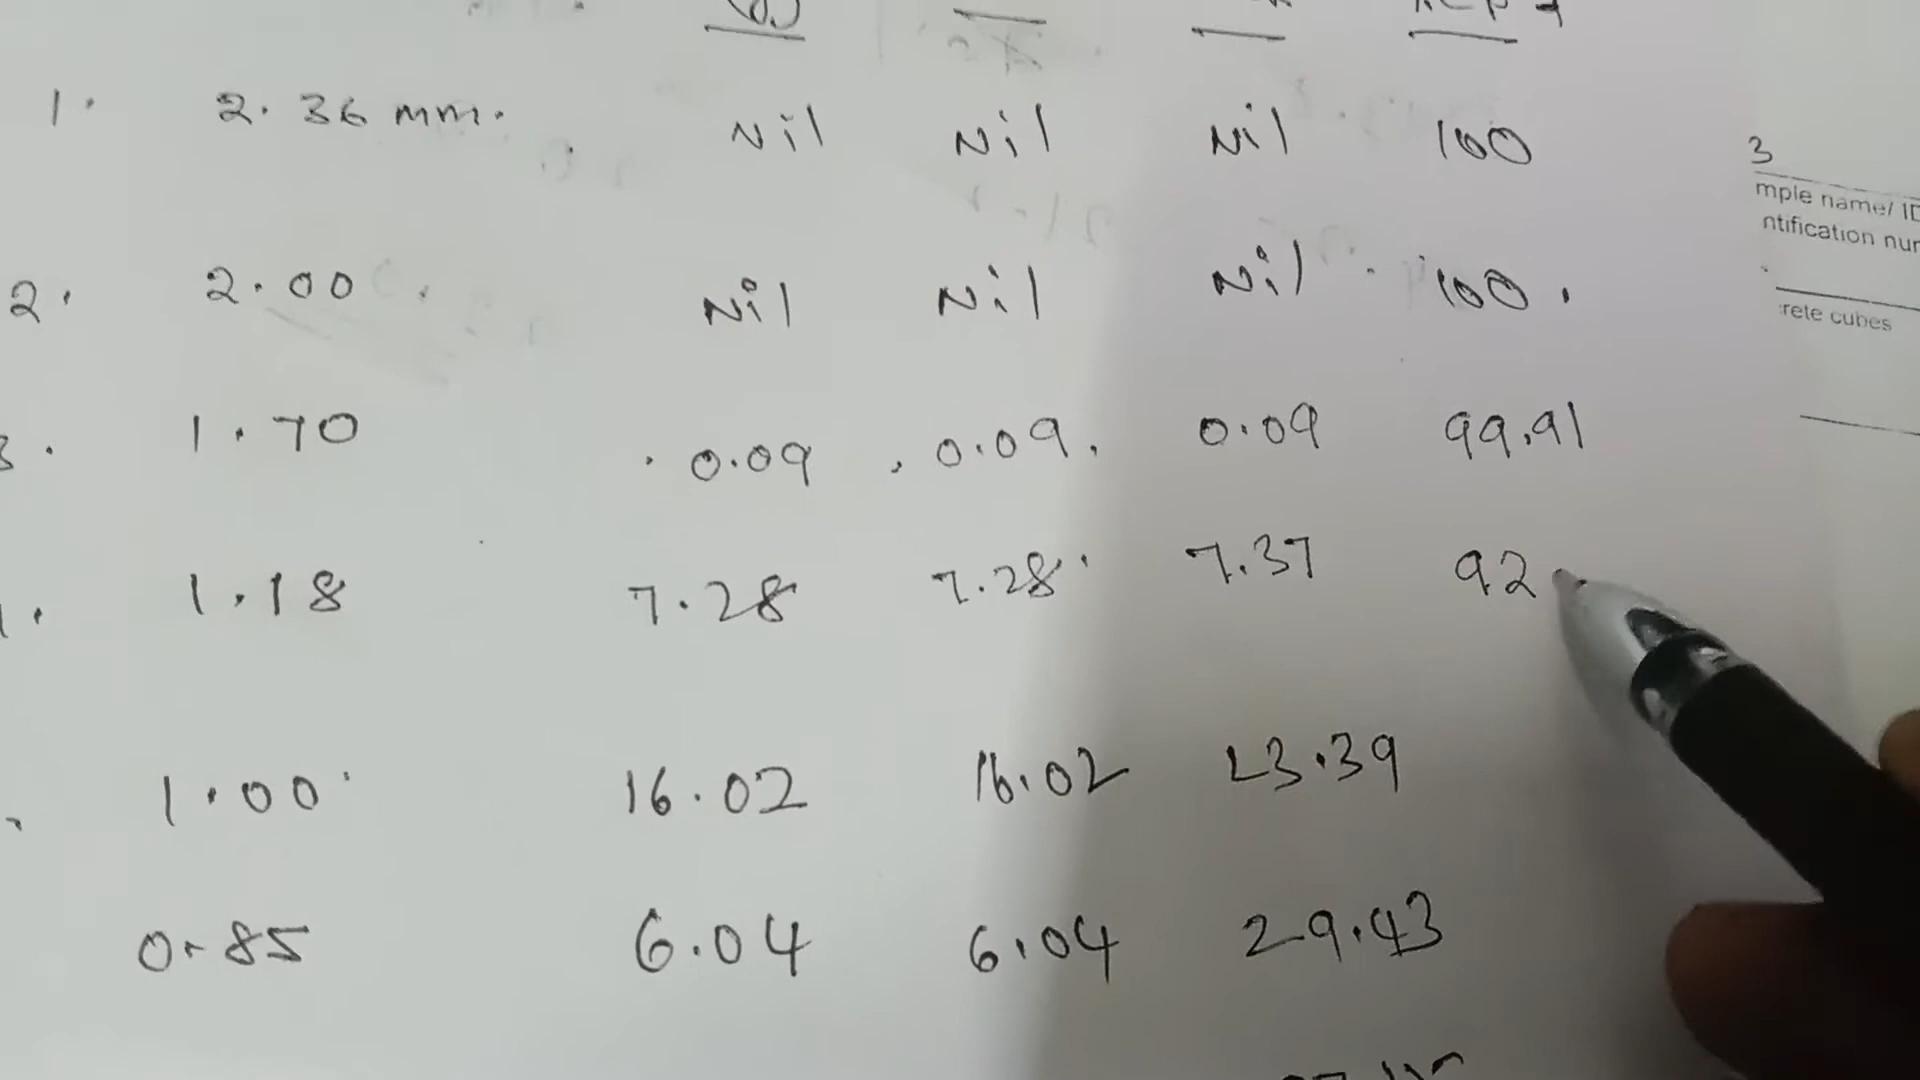 1. 2.36 mm. Nil Nil Nil 100
2. 2.00 Nil Nil Nil 100.
3. 1.70 0.09 0.09. 0.09 99.91
1.18 7.28 7.28 7.37 92
1.00 16.02 16.02 23.39
0.85 6.04 6.04 29.43
3
mple name/ ID
ntification nur
rete cubes